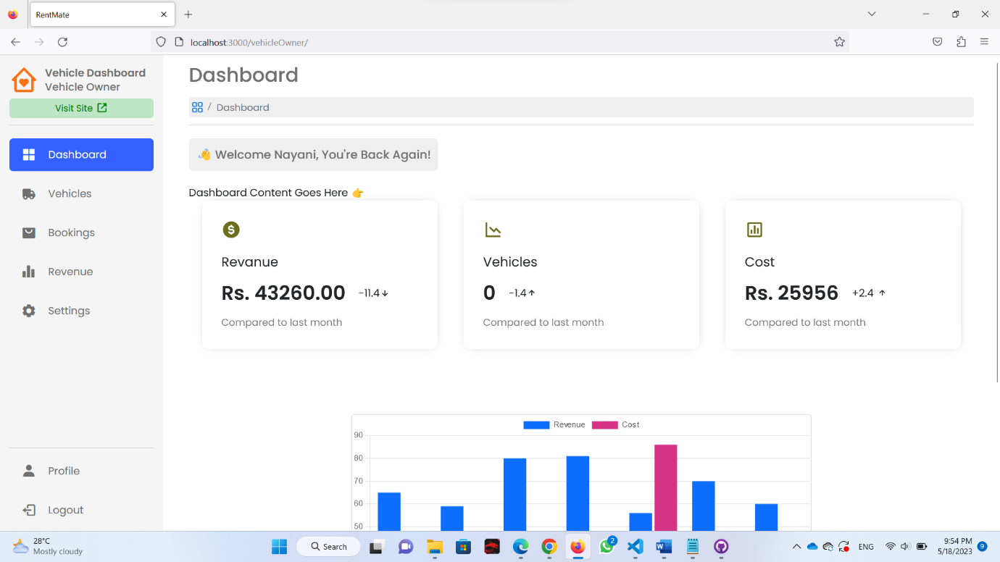 RentMate
localhost:3000/vehicleOwner/
Vehicle Dashboard
Vehicle Owner
Visit Site
Dashboard
Vehicles
Bookings
Revenue
Settings
Profile
Logout
Dashboard
/ Dashboard
👋 Welcome Nayani, You're Back Again!
Dashboard Content Goes Here 👉
Revanue
Rs. 43260.00 -11.4↓
Compared to last month
Vehicles
0 -1.4↑
Compared to last month
Cost
Rs. 25956 +2.4 ↑
Compared to last month
Revenue Cost
90
80
70
60
50
28°C
Mostly cloudy
Search
2
ENG
9:54 PM
5/18/2023
9